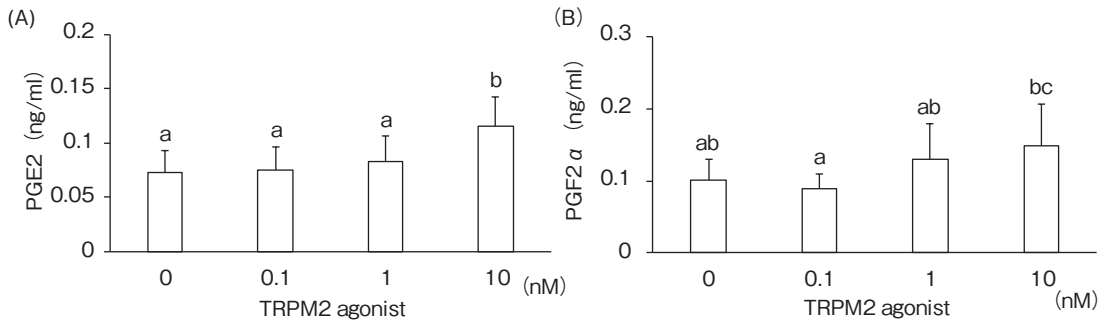 (A)
0.2
0.15
0.1
0.05
0
PGE2 (ng/ml)
a
a
a
b
0
0.1
1
10
(nM)
TRPM2 agonist
(B)
0.3
0.2
0.1
0
PGF2α (ng/ml)
ab
a
ab
bc
0
0.1
1
10
(nM)
TRPM2 agonist